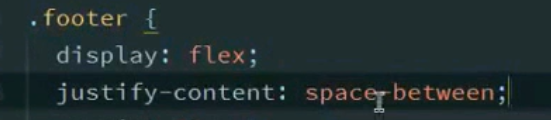 .footer {
display: flex;
justify-content: space-between;